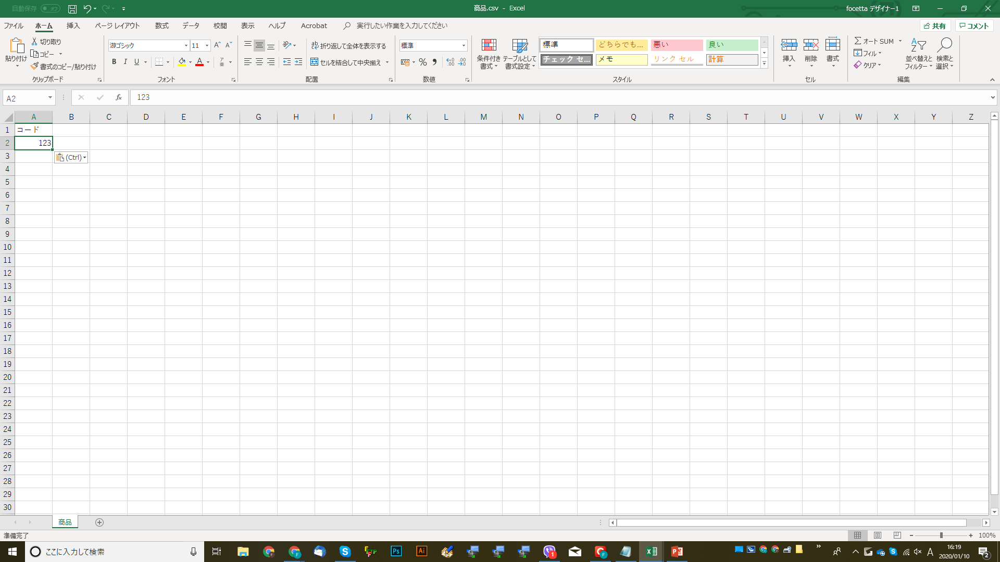 自動保存 オフ 商品.csv - Excel focetta デザイナー1
ファイル ホーム 挿入 ページ レイアウト 数式 データ 校閲 表示 ヘルプ Acrobat 実行したい作業を入力してください 共有 コメント
貼り付け 切り取り コピー 書式のコピー/貼り付け クリップボード
游ゴシック 11 B I U A フォント
折り返して全体を表示する セルを結合して中央揃え 配置
標準 % 数値
条件付き書式 テーブルとして書式設定
標準 どちらでも... 悪い 良い
チェック セ... メモ リンク セル 計算
スタイル
挿入 削除 書式 セル
オート SUM フィル クリア 並べ替えとフィルター 検索と選択 編集
A2 fx 123
A B C D E F G H I J K L M N O P Q R S T U V W X Y Z
1 コード
2 123
3 (Ctrl)
4
5
6
7
8
9
10
11
12
13
14
15
16
17
18
19
20
21
22
23
24
25
26
27
28
29
30
商品
準備完了 100%
ここに入力して検索 Ps Ai A 16:19
2020/01/10 2